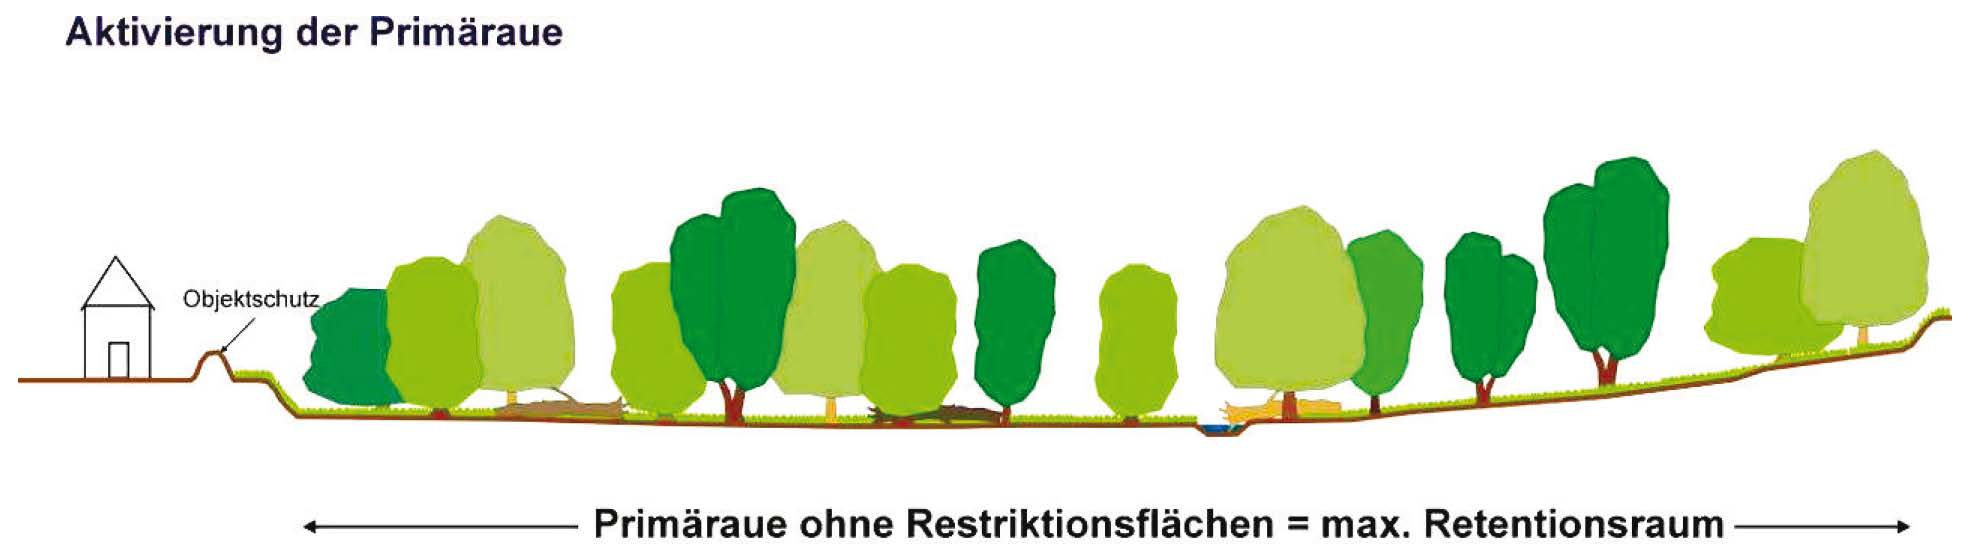 Aktivierung der Primäraue
Objektschutz
Primäraue ohne Restriktionsflächen = max. Retentionsraum